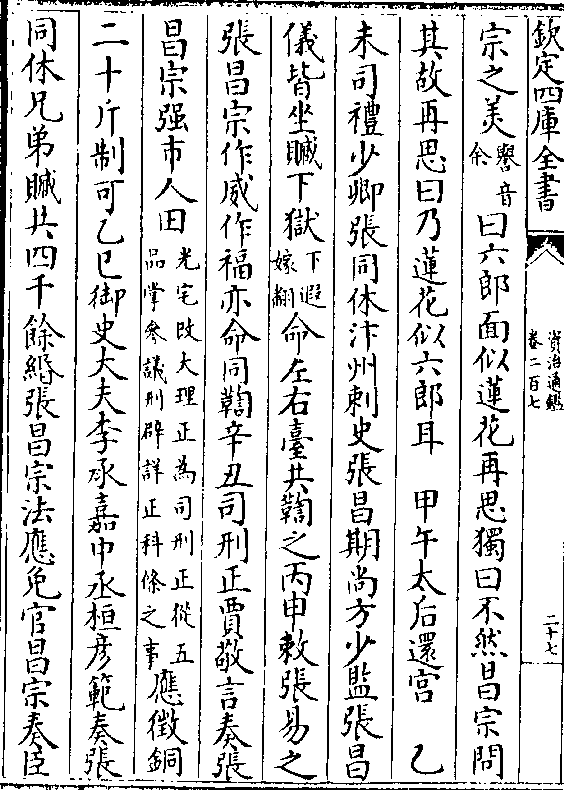 欽定四庫全書
資治通鑑
卷二百七
二十七
宗之美譽音余曰六郎面似蓮花再思獨曰不然昌宗問
其故再思曰乃蓮花似六郎耳 甲午太后還宫 乙
未司禮少卿張同休汴州刺史張昌期尚方少監張昌
儀皆坐贓下獄下遐嫁翻命左右臺共鞫之丙申敕張易之
張昌宗作威作福亦命同鞫辛丑司刑正賈敬言奏張
昌宗强市人田光宅改大理正為司刑正從五品掌參議刑辟詳正科條之事應徵銅
二十斤制可乙巳御史大夫李承嘉中丞桓彦範奏張
同休兄弟贓共四千餘緡張昌宗法應免官昌宗奏臣